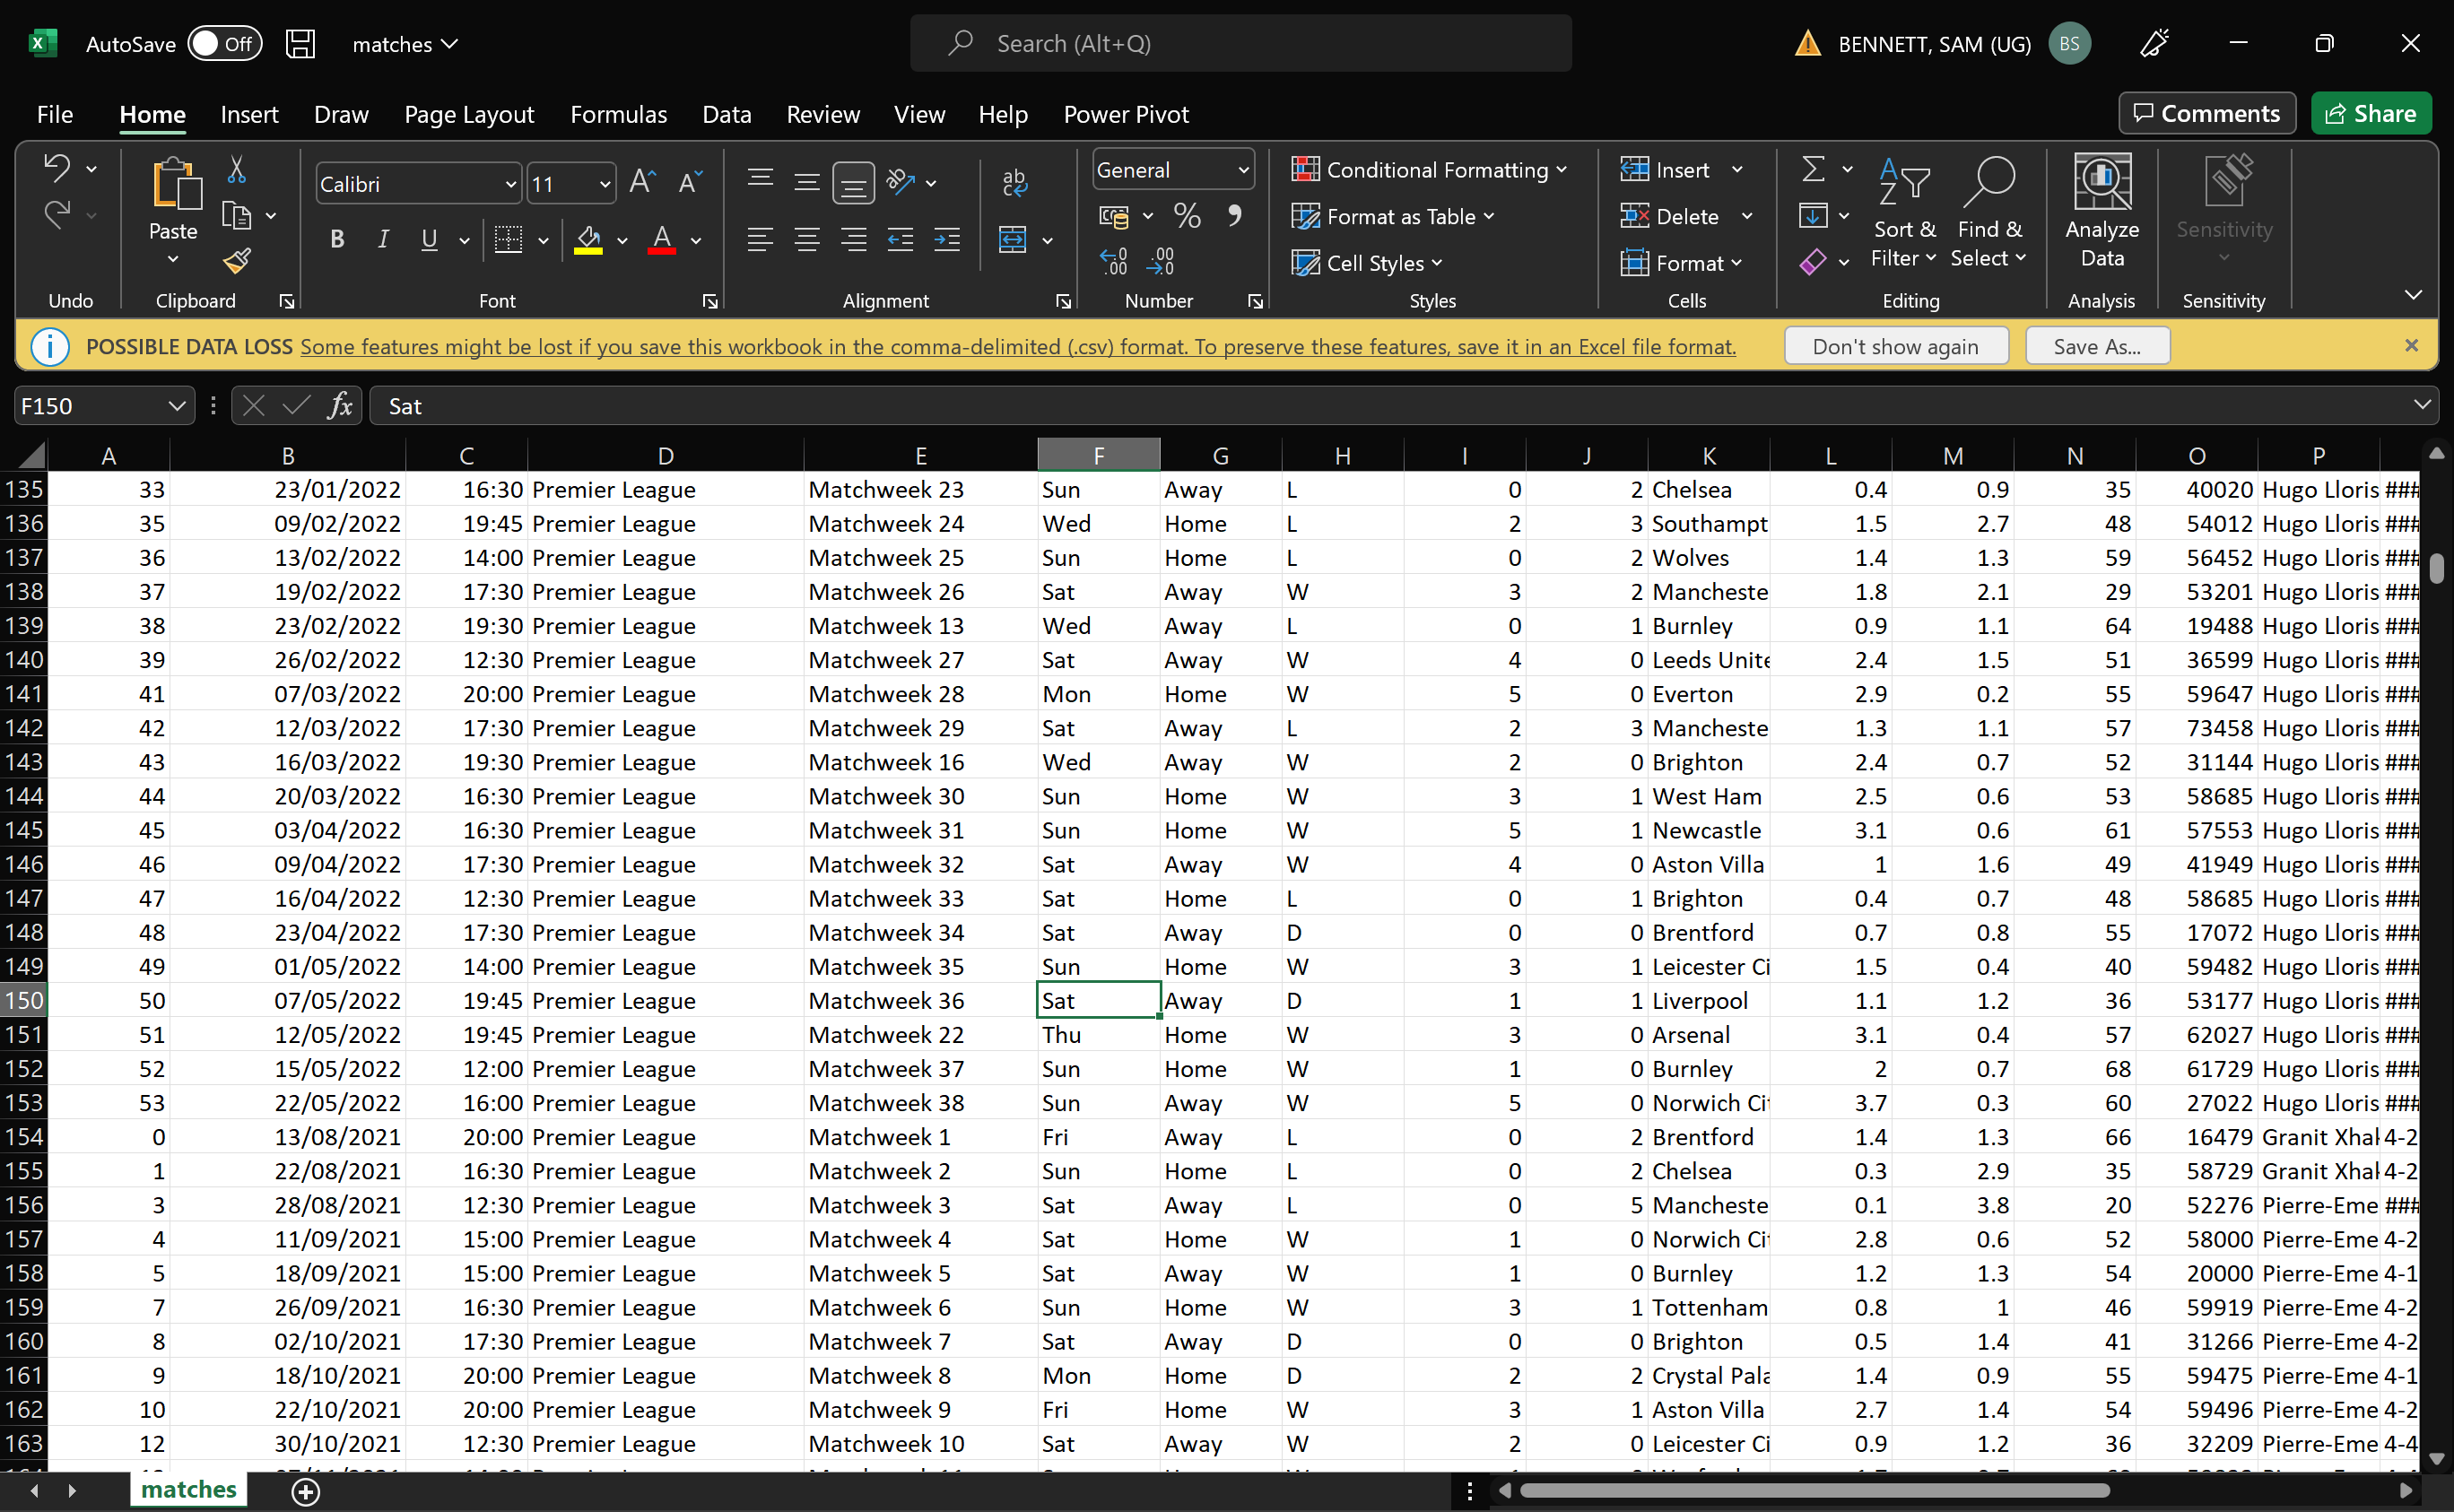 AutoSave Off matches Search (Alt+Q) BENNETT, SAM (UG) BS
File Home Insert Draw Page Layout Formulas Data Review View Help Power Pivot Comments Share
Paste Calibri 11 General Conditional Formatting Insert
B I U % Format as Table Delete Sort & Filter Find & Select Analyze Data Sensitivity
Cell Styles Format
Undo Clipboard Font Alignment Number Styles Cells Editing Analysis Sensitivity
POSSIBLE DATA LOSS Some features might be lost if you save this workbook in the comma-delimited (.csv) format. To preserve these features, save it in an Excel file format. Don't show again Save As...
F150 fx Sat
A B C D E F G H I J K L M N O P
135 33 23/01/2022 16:30 Premier League Matchweek 23 Sun Away L 0 2 Chelsea 0.4 0.9 35 40020 Hugo Lloris ###
136 35 09/02/2022 19:45 Premier League Matchweek 24 Wed Home L 2 3 Southampt 1.5 2.7 48 54012 Hugo Lloris ###
137 36 13/02/2022 14:00 Premier League Matchweek 25 Sun Home L 0 2 Wolves 1.4 1.3 59 56452 Hugo Lloris ###
138 37 19/02/2022 17:30 Premier League Matchweek 26 Sat Away W 3 2 Mancheste 1.8 2.1 29 53201 Hugo Lloris ###
139 38 23/02/2022 19:30 Premier League Matchweek 13 Wed Away L 0 1 Burnley 0.9 1.1 64 19488 Hugo Lloris ###
140 39 26/02/2022 12:30 Premier League Matchweek 27 Sat Away W 4 0 Leeds Unite 2.4 1.5 51 36599 Hugo Lloris ###
141 41 07/03/2022 20:00 Premier League Matchweek 28 Mon Home W 5 0 Everton 2.9 0.2 55 59647 Hugo Lloris ###
142 42 12/03/2022 17:30 Premier League Matchweek 29 Sat Away L 2 3 Mancheste 1.3 1.1 57 73458 Hugo Lloris ###
143 43 16/03/2022 19:30 Premier League Matchweek 16 Wed Away W 2 0 Brighton 2.4 0.7 52 31144 Hugo Lloris ###
144 44 20/03/2022 16:30 Premier League Matchweek 30 Sun Home W 3 1 West Ham 2.5 0.6 53 58685 Hugo Lloris ###
145 45 03/04/2022 16:30 Premier League Matchweek 31 Sun Home W 5 1 Newcastle 3.1 0.6 61 57553 Hugo Lloris ###
146 46 09/04/2022 17:30 Premier League Matchweek 32 Sat Away W 4 0 Aston Villa 1 1.6 49 41949 Hugo Lloris ###
147 47 16/04/2022 12:30 Premier League Matchweek 33 Sat Home L 0 1 Brighton 0.4 0.7 48 58685 Hugo Lloris ###
148 48 23/04/2022 17:30 Premier League Matchweek 34 Sat Away D 0 0 Brentford 0.7 0.8 55 17072 Hugo Lloris ###
149 49 01/05/2022 14:00 Premier League Matchweek 35 Sun Home W 3 1 Leicester Ci 1.5 0.4 40 59482 Hugo Lloris ###
150 50 07/05/2022 19:45 Premier League Matchweek 36 Sat Away D 1 1 Liverpool 1.1 1.2 36 53177 Hugo Lloris ###
151 51 12/05/2022 19:45 Premier League Matchweek 22 Thu Home W 3 0 Arsenal 3.1 0.4 57 62027 Hugo Lloris ###
152 52 15/05/2022 12:00 Premier League Matchweek 37 Sun Home W 1 0 Burnley 2 0.7 68 61729 Hugo Lloris ###
153 53 22/05/2022 16:00 Premier League Matchweek 38 Sun Away W 5 0 Norwich Cit 3.7 0.3 60 27022 Hugo Lloris ###
154 0 13/08/2021 20:00 Premier League Matchweek 1 Fri Away L 0 2 Brentford 1.4 1.3 66 16479 Granit Xhak 4-2
155 1 22/08/2021 16:30 Premier League Matchweek 2 Sun Home L 0 2 Chelsea 0.3 2.9 35 58729 Granit Xhak 4-2
156 3 28/08/2021 12:30 Premier League Matchweek 3 Sat Away L 0 5 Mancheste 0.1 3.8 20 52276 Pierre-Eme ###
157 4 11/09/2021 15:00 Premier League Matchweek 4 Sat Home W 1 0 Norwich Cit 2.8 0.6 52 58000 Pierre-Eme 4-2
158 5 18/09/2021 15:00 Premier League Matchweek 5 Sat Away W 1 0 Burnley 1.2 1.3 54 20000 Pierre-Eme 4-1
159 7 26/09/2021 16:30 Premier League Matchweek 6 Sun Home W 3 1 Tottenham 0.8 1 46 59919 Pierre-Eme 4-2
160 8 02/10/2021 17:30 Premier League Matchweek 7 Sat Away D 0 0 Brighton 0.5 1.4 41 31266 Pierre-Eme 4-2
161 9 18/10/2021 20:00 Premier League Matchweek 8 Mon Home D 2 2 Crystal Pala 1.4 0.9 55 59475 Pierre-Eme 4-1
162 10 22/10/2021 20:00 Premier League Matchweek 9 Fri Home W 3 1 Aston Villa 2.7 1.4 54 59496 Pierre-Eme 4-2
163 12 30/10/2021 12:30 Premier League Matchweek 10 Sat Away W 2 0 Leicester Ci 0.9 1.2 36 32209 Pierre-Eme 4-4
matches